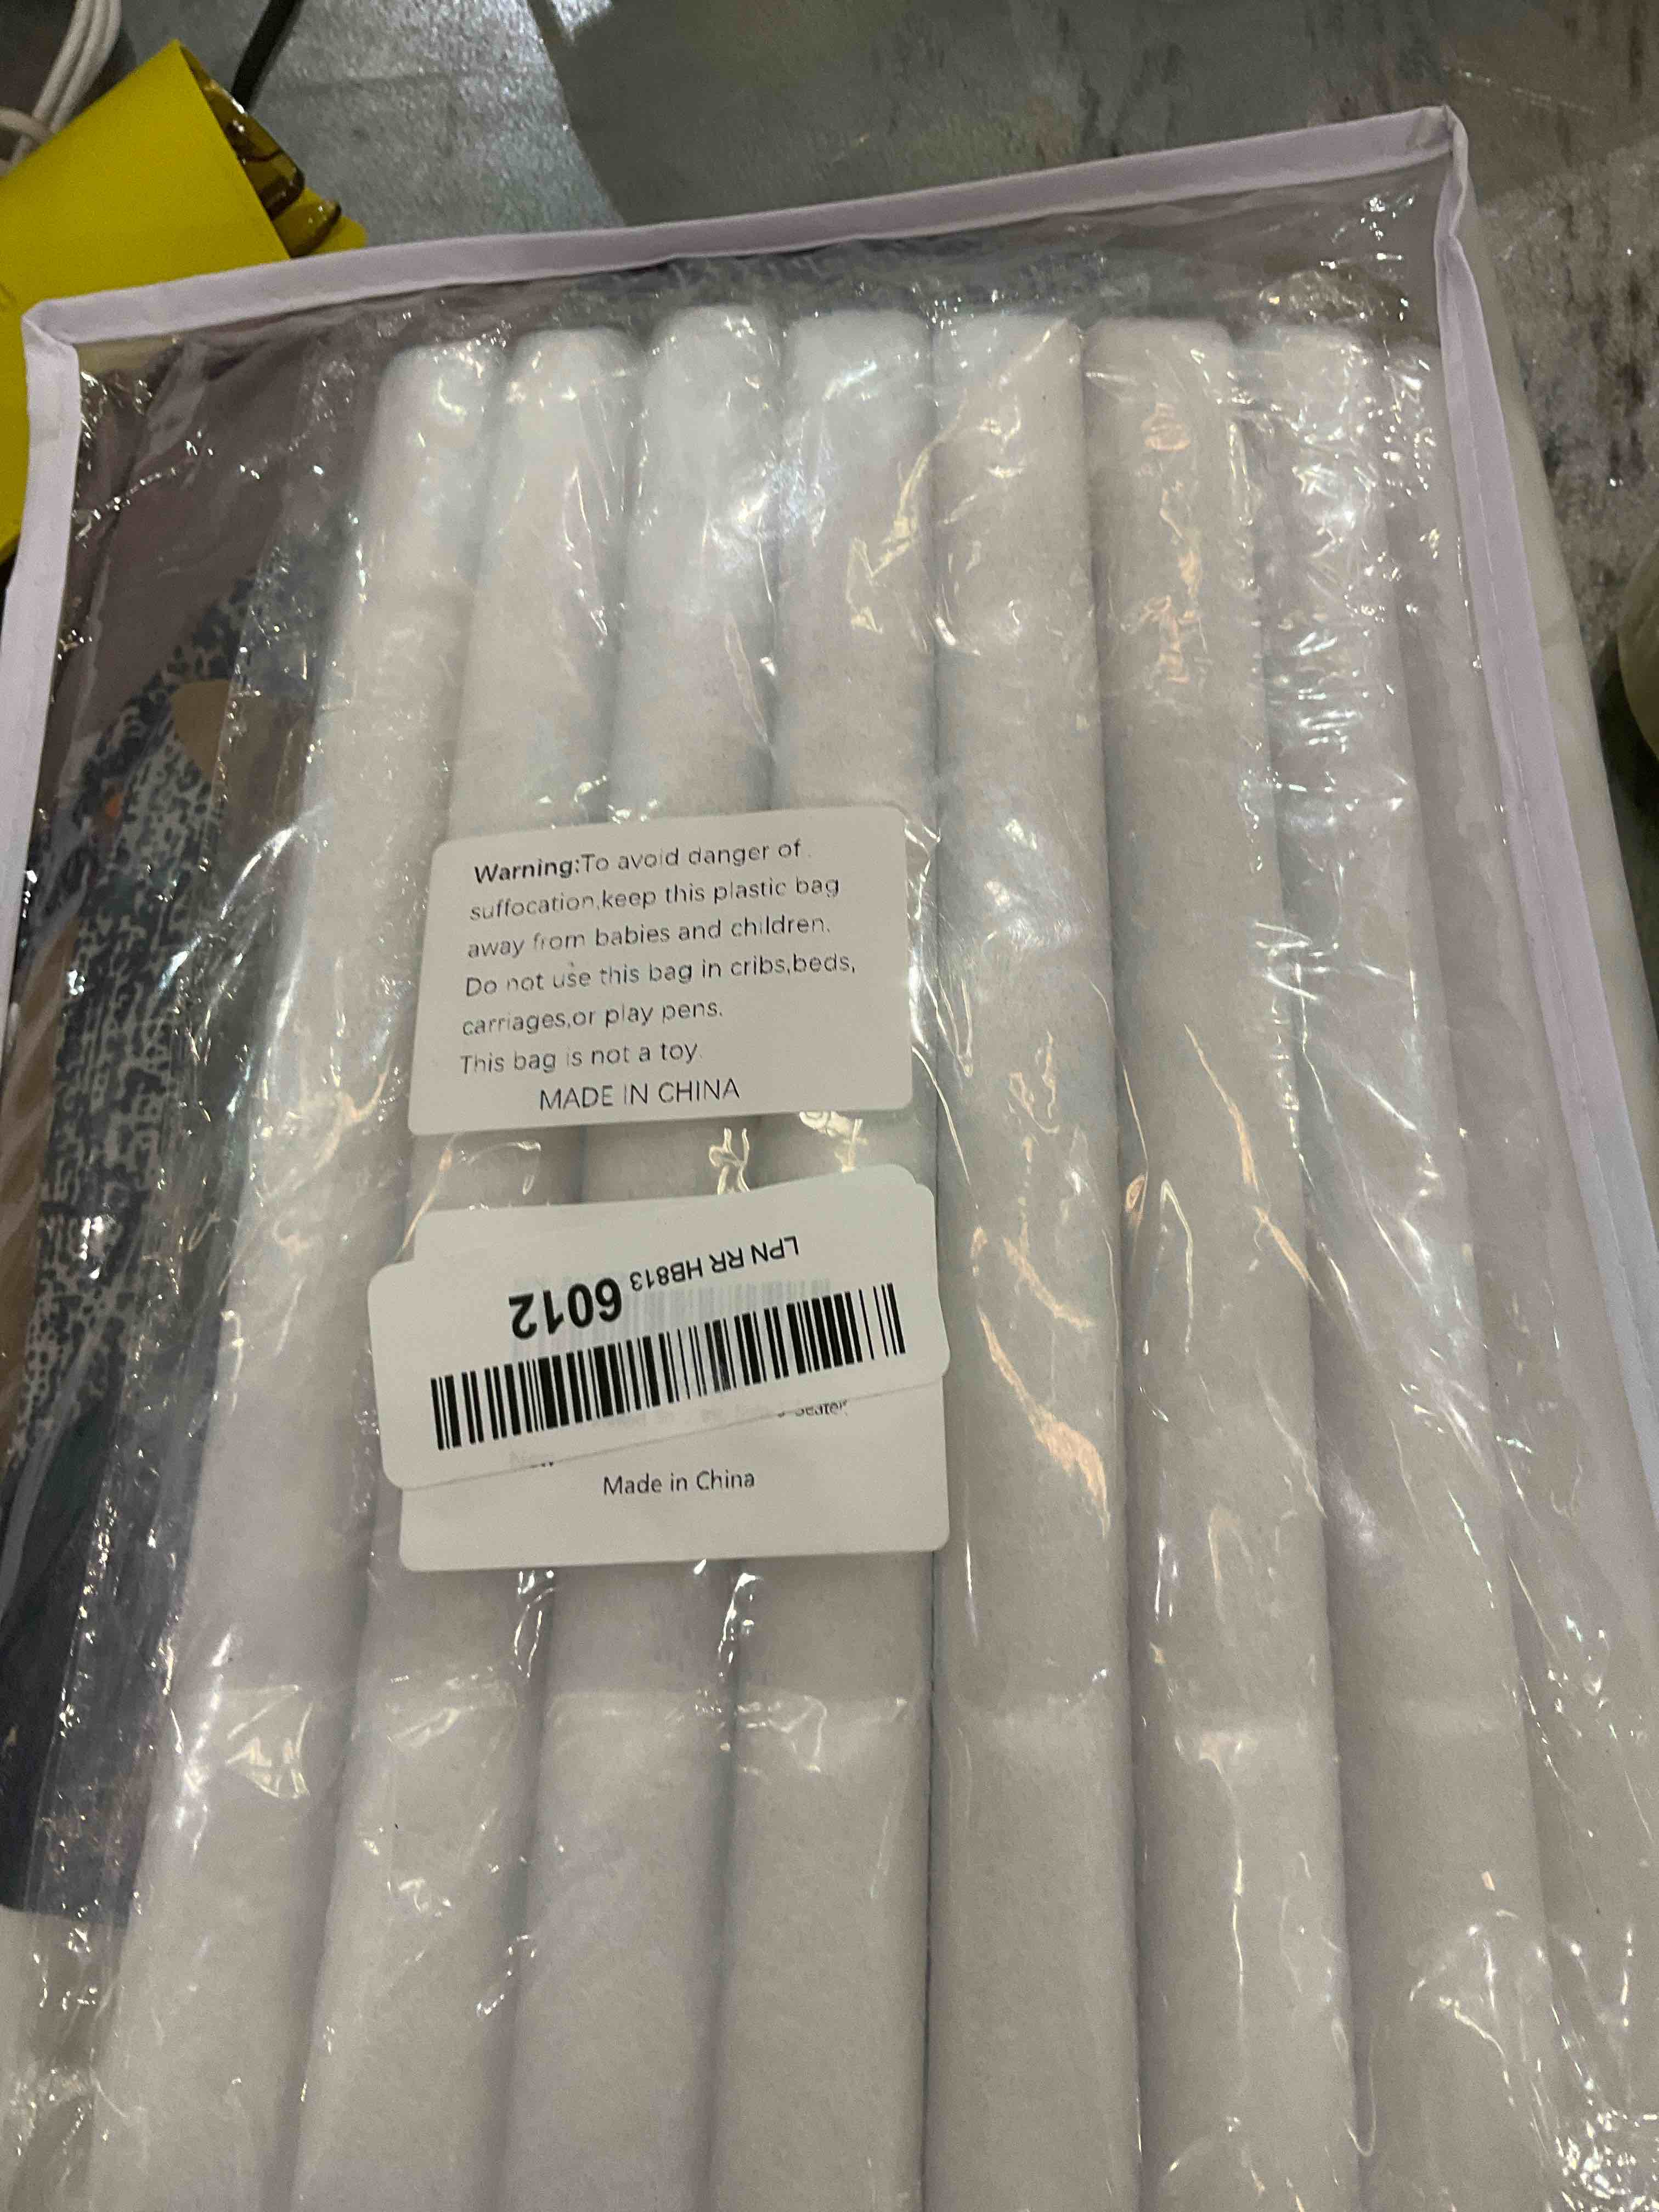 Warning:To avoid danger of
suffocation,keep this plastic bag
away from babies and children.
Do not use this bag in cribs,beds,
carriages,or play pens.
This bag is not a toy
MADE IN CHINA
LPN RR HB813 6012
Made in China